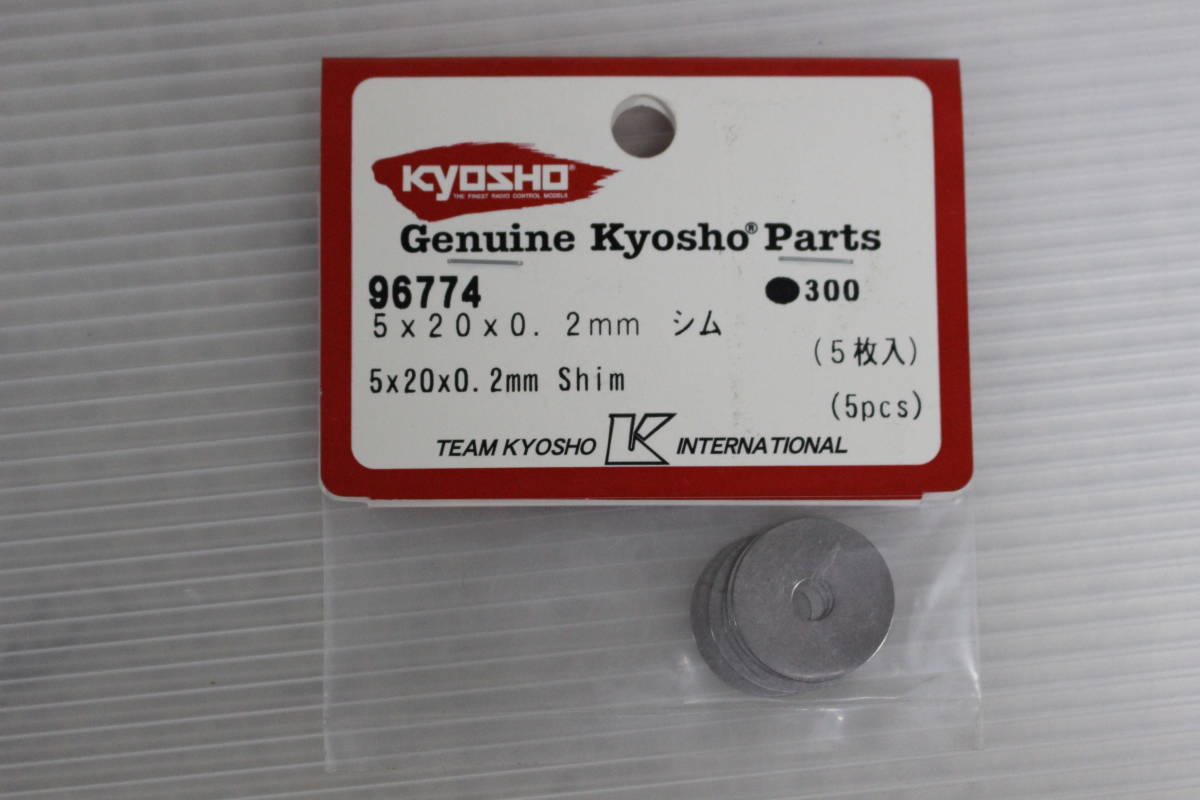 KYOSHO®
THE FINEST RADIO CONTROL MODELS
Genuine Kyosho® Parts
96774 ●300
5x20x0.2mm シム
(5枚入)
5x20x0.2mm Shim
(5pcs)
TEAM KYOSHO K INTERNATIONAL